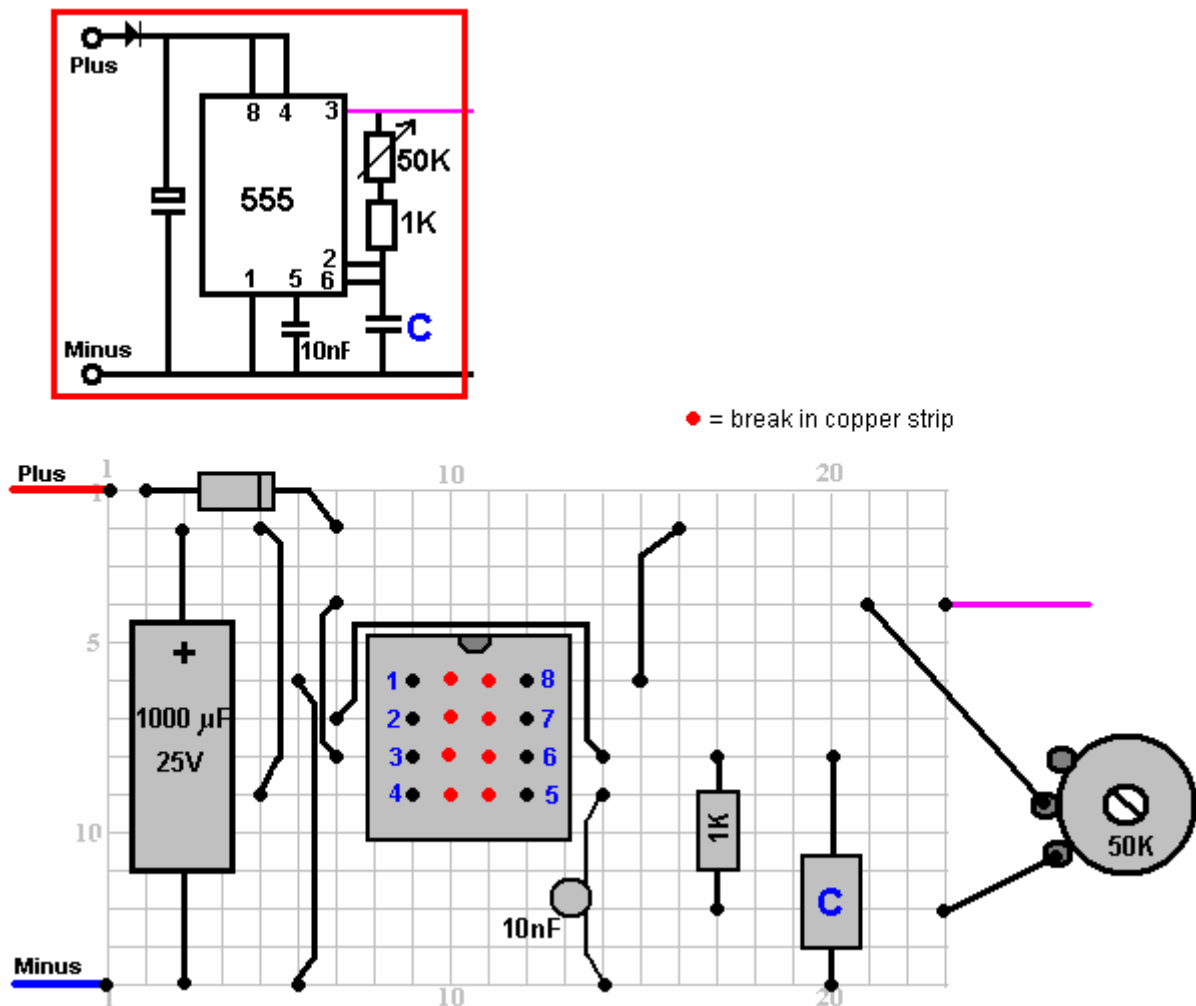 Plus
8 4 3
50K
555
1K
2
1 5 6
C
10nF
Minus
= break in copper strip
1 10 20
Plus
1
5
+
1 8
1000 µF
2 7
25V
3 6
4 5
1K
10
50K
C
10nF
Minus
1 10 20